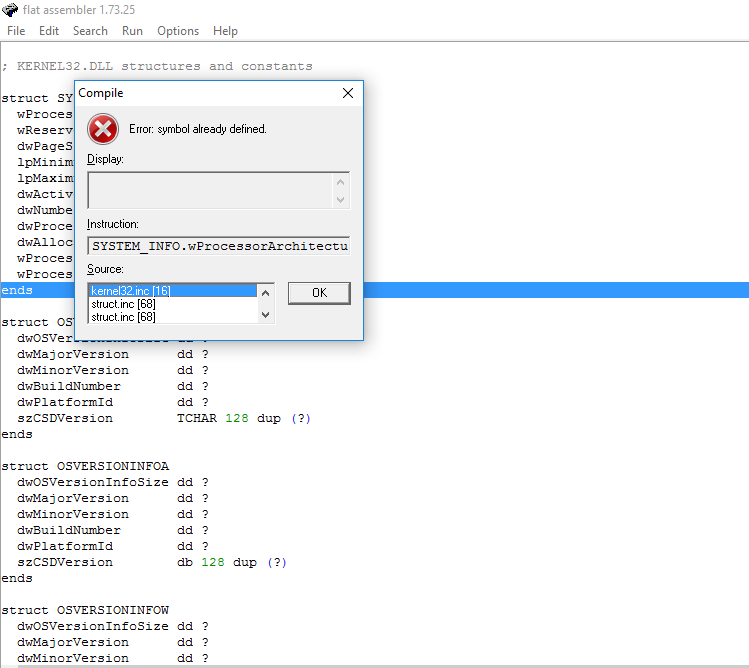 flat assembler 1.73.25
File Edit Search Run Options Help
; KERNEL32.DLL structures and constants
struct SY
wProces
wReserv
dwPageS
lpMinim
lpMaxim
dwActiv
dwNumbe
dwProce
dwAlloc
wProces
wProces
ends
Compile
Error: symbol already defined.
Display:
Instruction:
SYSTEM_INFO.wProcessorArchitectu
Source:
kernel32.inc [16]
struct.inc [68]
struct.inc [68]
OK
struct OS
dwMajorVersion dd ?
dwMinorVersion dd ?
dwBuildNumber dd ?
dwPlatformId dd ?
szCSDVersion TCHAR 128 dup (?)
ends
struct OSVERSIONINFOA
dwOSVersionInfoSize dd ?
dwMajorVersion dd ?
dwMinorVersion dd ?
dwBuildNumber dd ?
dwPlatformId dd ?
szCSDVersion db 128 dup (?)
ends
struct OSVERSIONINFOW
dwOSVersionInfoSize dd ?
dwMajorVersion dd ?
dwMinorVersion dd ?